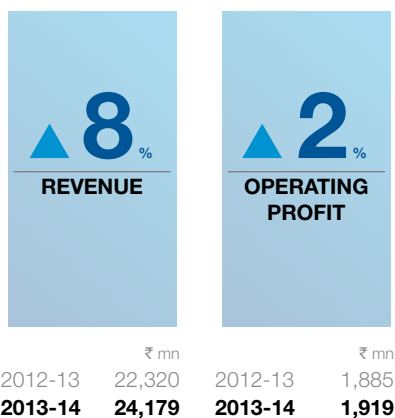 ▲ 8 %
REVENUE
₹ mn
2012-13 22,320
2013-14 24,179
▲ 2 %
OPERATING
PROFIT
₹ mn
2012-13 1,885
2013-14 1,919